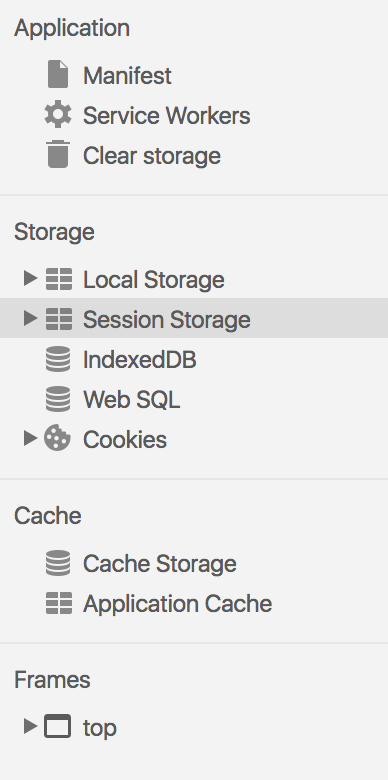 Application
Manifest
Service Workers
Clear storage
Storage
Local Storage
Session Storage
IndexedDB
Web SQL
Cookies
Cache
Cache Storage
Application Cache
Frames
top